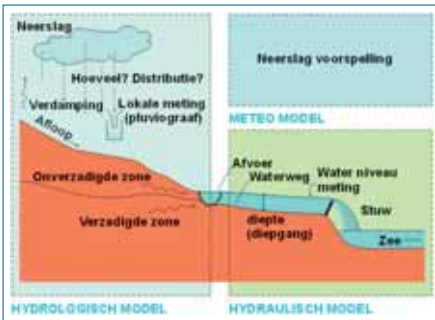 Neerslag
Hoeveel? Distributie?
Verdamping
Lokale meting
(pluviograaf)
Afloop...
Onverzadigde zone
Verzadigde zone
HYDROLOGISCH MODEL
Neerslag voorspelling
METEO MODEL
Afvoer
Waterweg
Water niveau
meting
diepte
(diepgang)
Stuw
Zee
HYDRAULISCH MODEL